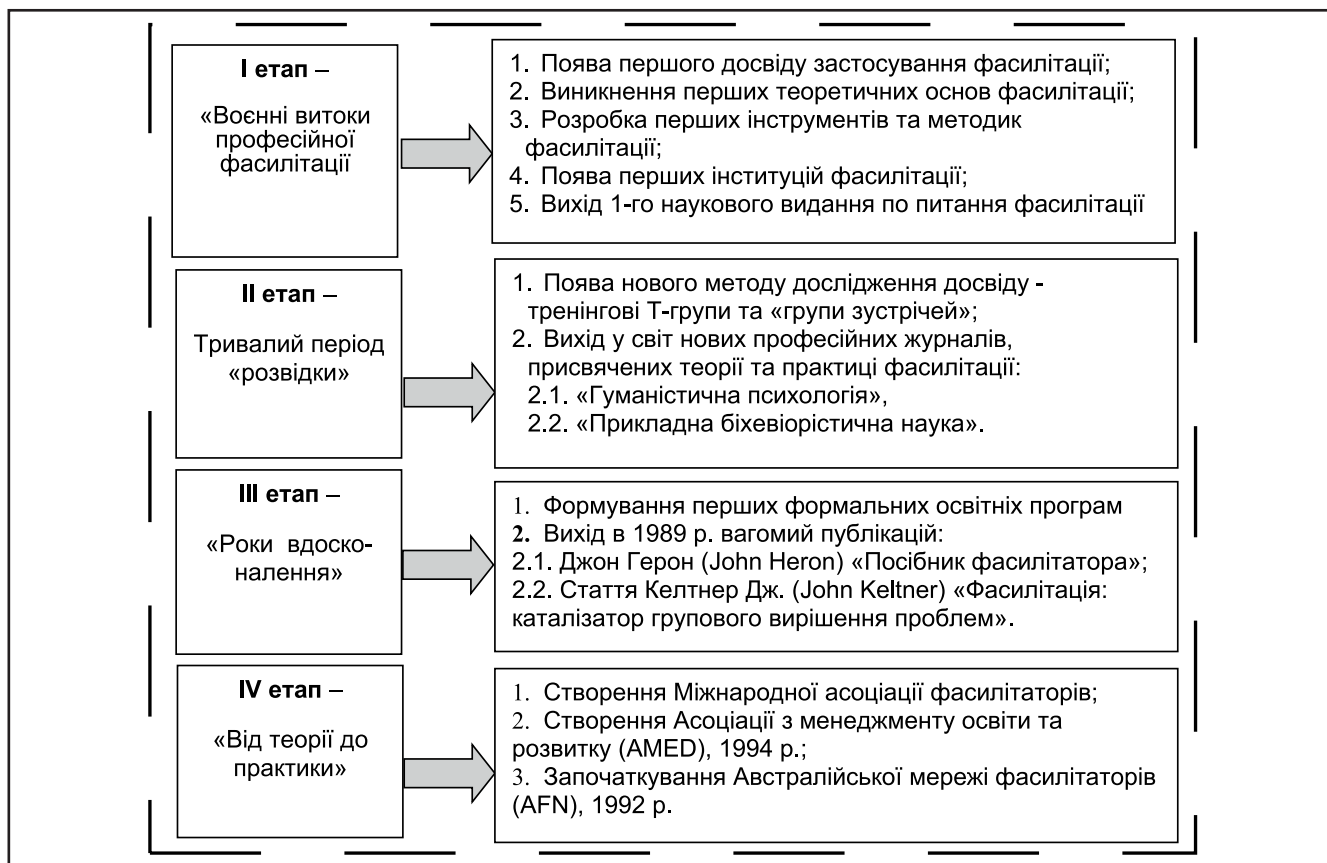 I етап –
«Воєнні витоки
професійної
фасилітації
1. Поява першого досвіду застосування фасилітації;
2. Виникнення перших теоретичних основ фасилітації;
3. Розробка перших інструментів та методик
фасилітації;
4. Поява перших інституцій фасилітації;
5. Вихід 1-го наукового видання по питання фасилітації
II етап –
Тривалий період
«розвідки»
1. Поява нового методу дослідження досвіду -
тренінгові Т-групи та «групи зустрічей»;
2. Вихід у світ нових професійних журналів,
присвячених теорії та практиці фасилітації:
2.1. «Гуманістична психологія»,
2.2. «Прикладна біхевіористична наука».
III етап –
«Роки вдоско-
налення»
1. Формування перших формальних освітніх програм
2. Вихід в 1989 р. вагомий публікацій:
2.1. Джон Герон (John Heron) «Посібник фасилітатора»;
2.2. Стаття Келтнер Дж. (John Keltner) «Фасилітація:
каталізатор групового вирішення проблем».
IV етап –
«Від теорії до
практики»
1. Створення Міжнародної асоціації фасилітаторів;
2. Створення Асоціації з менеджменту освіти та
розвитку (AMED), 1994 р.;
3. Започаткування Австралійської мережі фасилітаторів
(AFN), 1992 р.